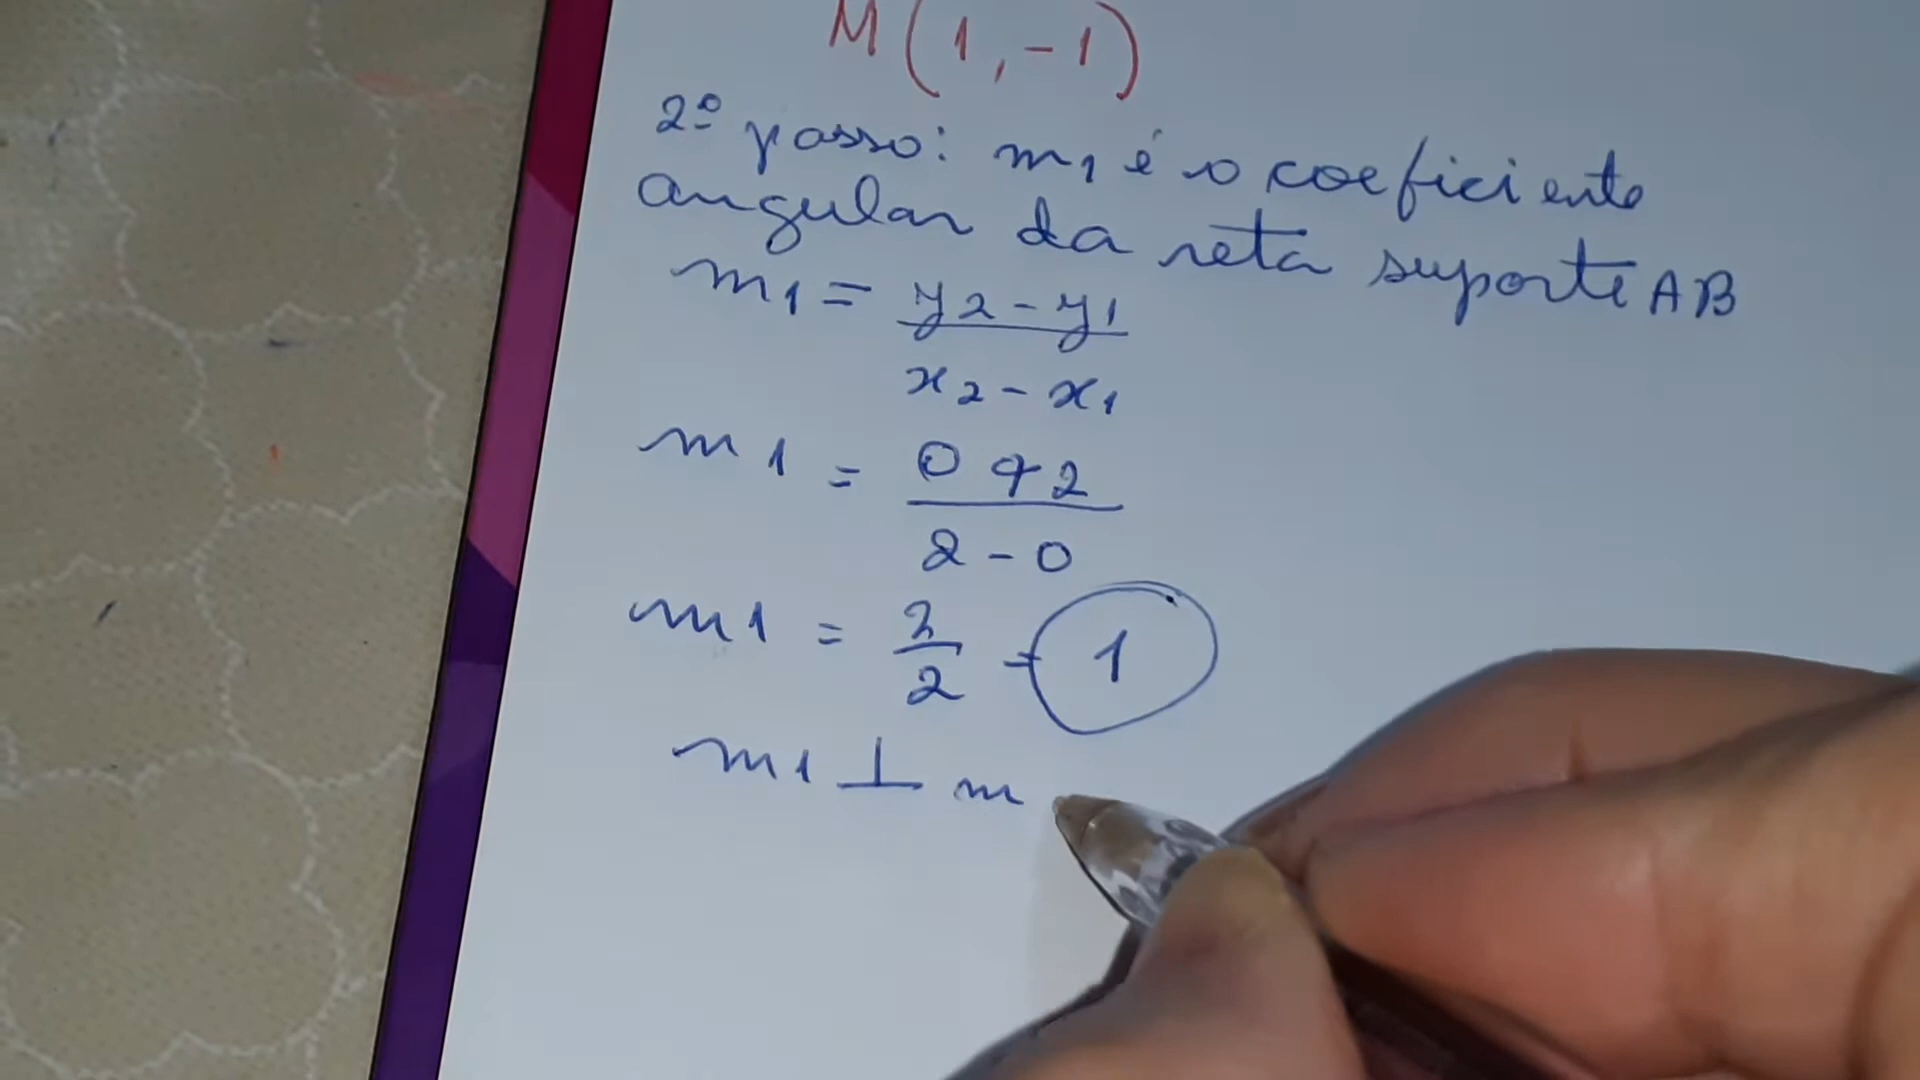 M(1,-1)
2º passo: m1 é o coeficiente
angular da reta suporte AB
m1 = y2 - y1
x2 - x1
m1 = 0 + 2
2 - 0
m1 = 2
2
= 1
m1 ⊥ m